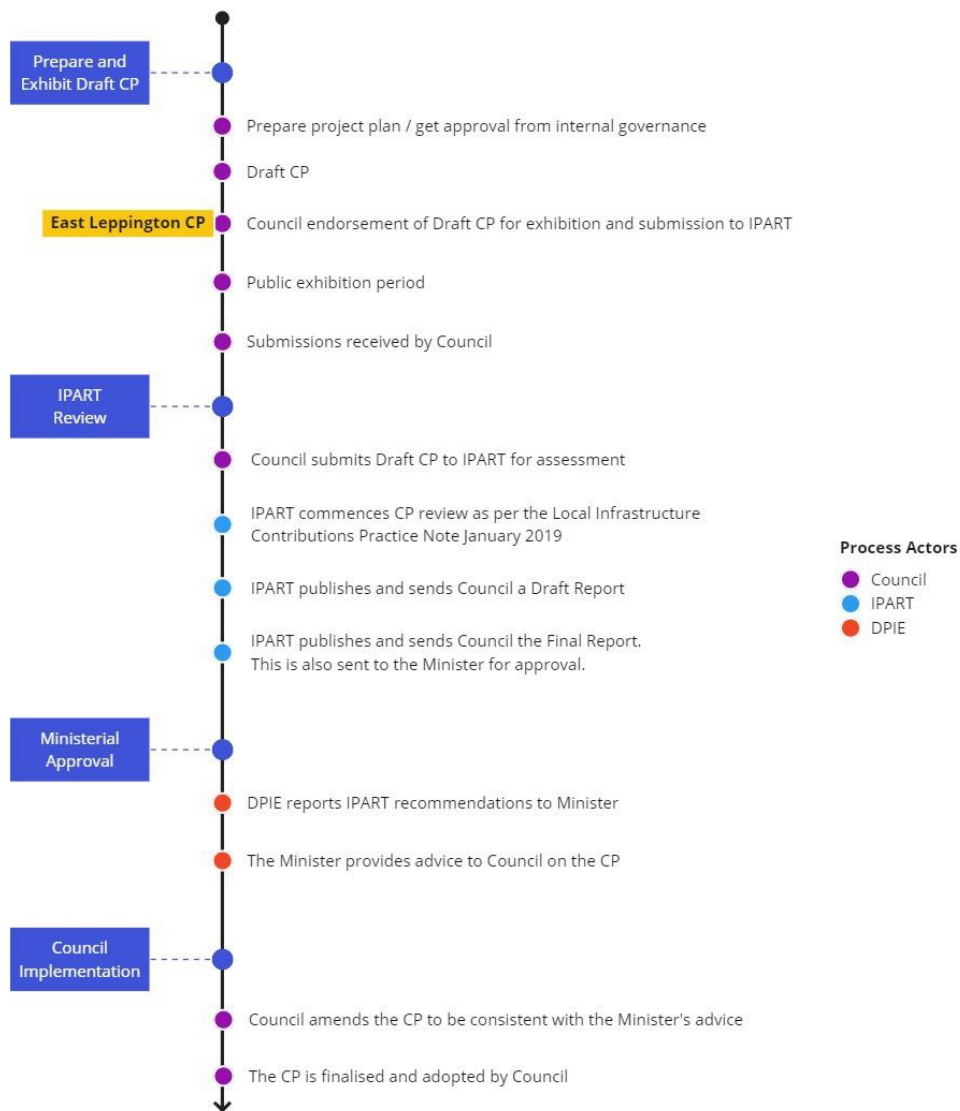 Prepare and
Exhibit Draft CP
Prepare project plan / get approval from internal governance
Draft CP
East Leppington CP
Council endorsement of Draft CP for exhibition and submission to IPART
Public exhibition period
Submissions received by Council
IPART
Review
Council submits Draft CP to IPART for assessment
IPART commences CP review as per the Local Infrastructure
Contributions Practice Note January 2019
IPART publishes and sends Council a Draft Report
IPART publishes and sends Council the Final Report.
This is also sent to the Minister for approval.
Process Actors
Council
IPART
DPIE
Ministerial
Approval
DPIE reports IPART recommendations to Minister
The Minister provides advice to Council on the CP
Council
Implementation
Council amends the CP to be consistent with the Minister's advice
The CP is finalised and adopted by Council